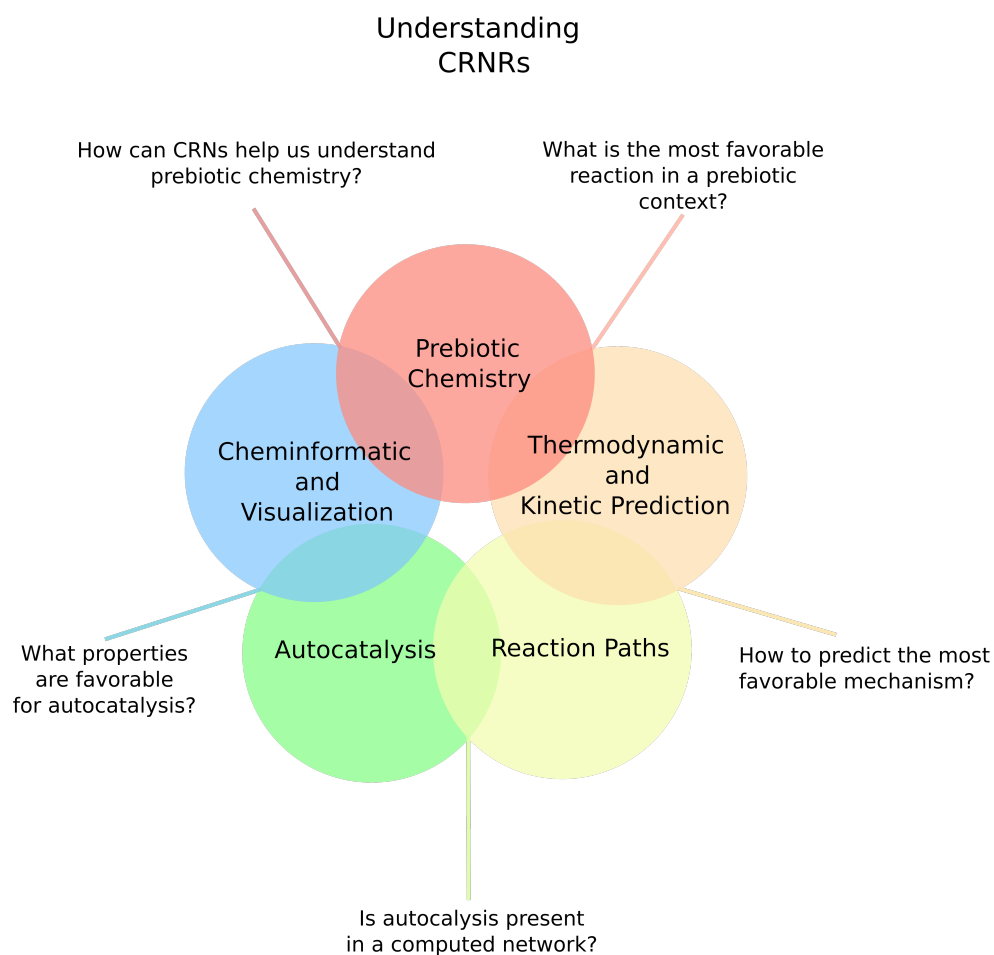 Understanding
CRNRs
How can CRNs help us understand
prebiotic chemistry?
What is the most favorable
reaction in a prebiotic
context?
Prebiotic
Chemistry
Cheminformatic
and
Visualization
Thermodynamic
and
Kinetic Prediction
Autocatalysis
Reaction Paths
What properties
are favorable
for autocatalysis?
How to predict the most
favorable mechanism?
Is autocalysis present
in a computed network?